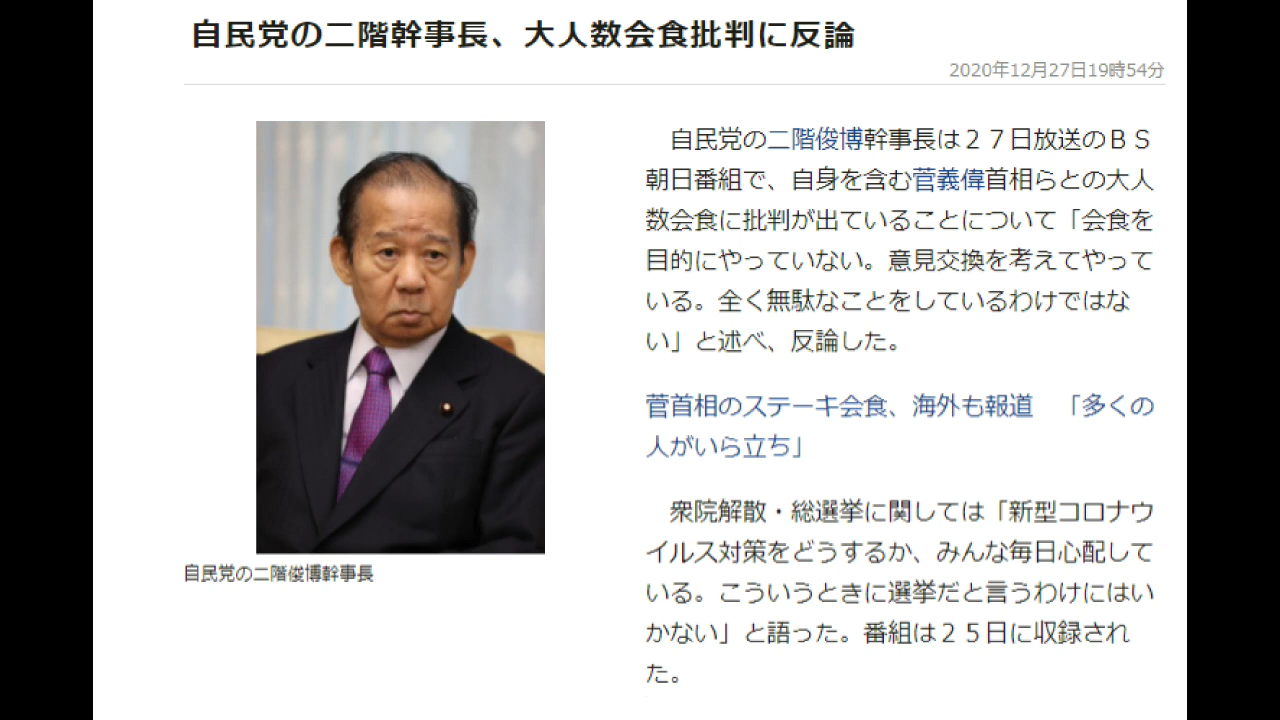 自民党の二階幹事長、大人数会食批判に反論
2020年12月27日19時54分
　自民党の二階俊博幹事長は２７日放送のＢＳ
朝日番組で、自身を含む菅義偉首相らとの大人
数会食に批判が出ていることについて「会食を
目的にやっていない。意見交換を考えてやって
いる。全く無駄なことをしているわけではな
い」と述べ、反論した。
菅首相のステーキ会食、海外も報道　「多くの
人がいら立ち」
　衆院解散・総選挙に関しては「新型コロナウ
イルス対策をどうするか、みんな毎日心配して
いる。こういうときに選挙だと言うわけにはい
かない」と語った。番組は２５日に収録され
た。
自民党の二階俊博幹事長